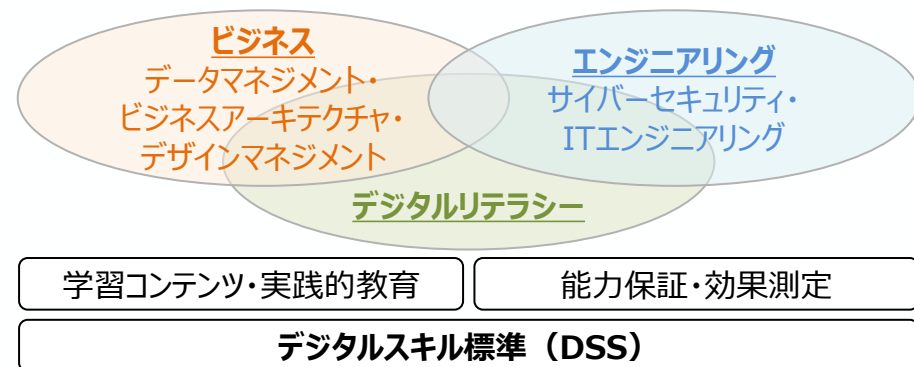 ビジネス
データマネジメント・
ビジネスアーキテクチャ・
デザインマネジメント
エンジニアリング
サイバーセキュリティ・
ITエンジニアリング
デジタルリテラシー
学習コンテンツ・実践的教育
能力保証・効果測定
デジタルスキル標準（DSS）